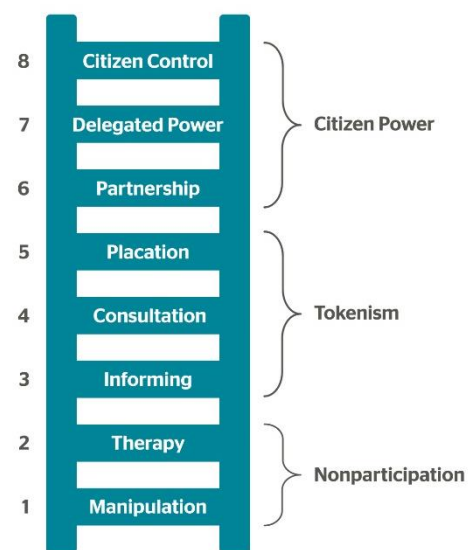 8 Citizen Control
7 Delegated Power
Citizen Power
6 Partnership
5 Placation
4 Consultation
Tokenism
3 Informing
2 Therapy
Nonparticipation
1 Manipulation